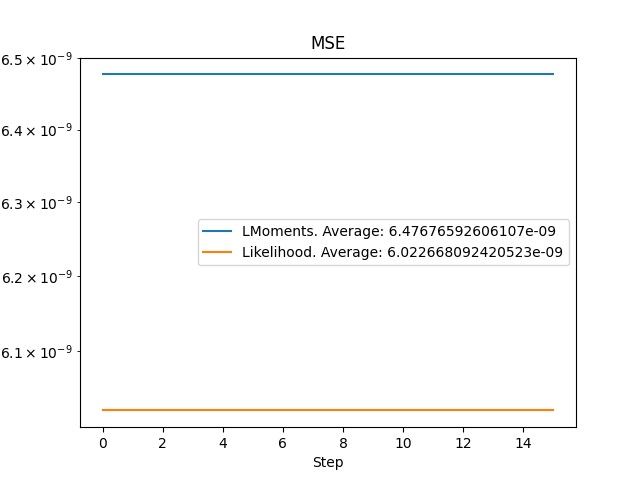 MSE
6.5 × 10⁻⁹
6.4 × 10⁻⁹
6.3 × 10⁻⁹
6.2 × 10⁻⁹
6.1 × 10⁻⁹
LMoments. Average: 6.47676592606107e-09
Likelihood. Average: 6.022668092420523e-09
0 2 4 6 8 10 12 14
Step